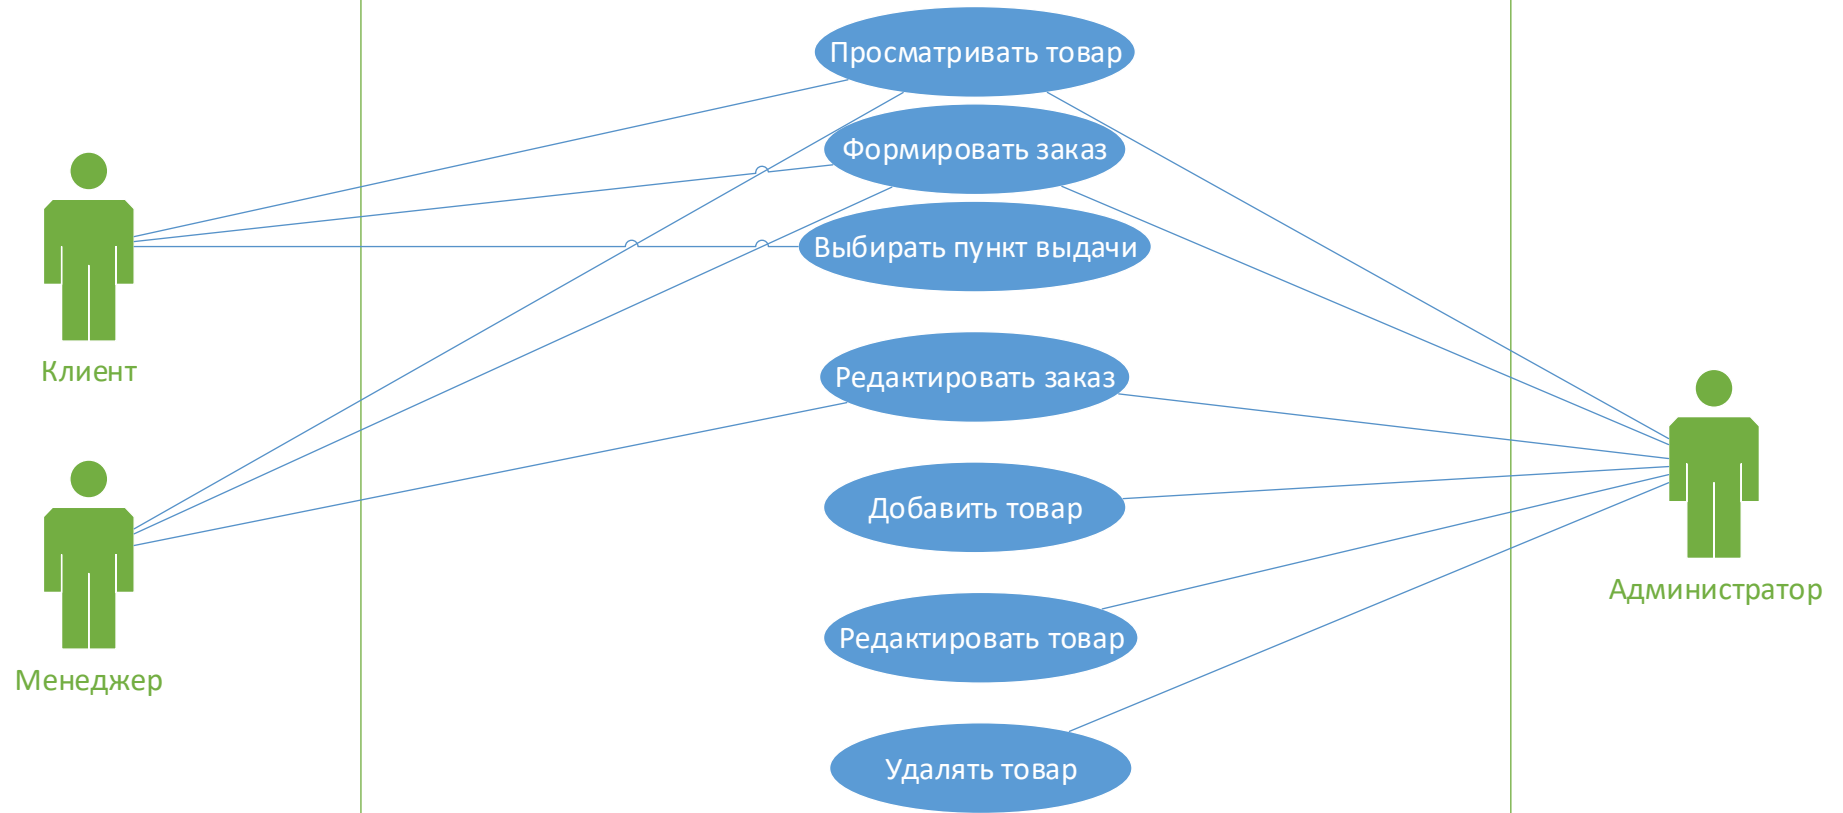 Просматривать товар
Формировать заказ
Выбирать пункт выдачи
Клиент
Редактировать заказ
Добавить товар
Администратор
Редактировать товар
Менеджер
Удалять товар